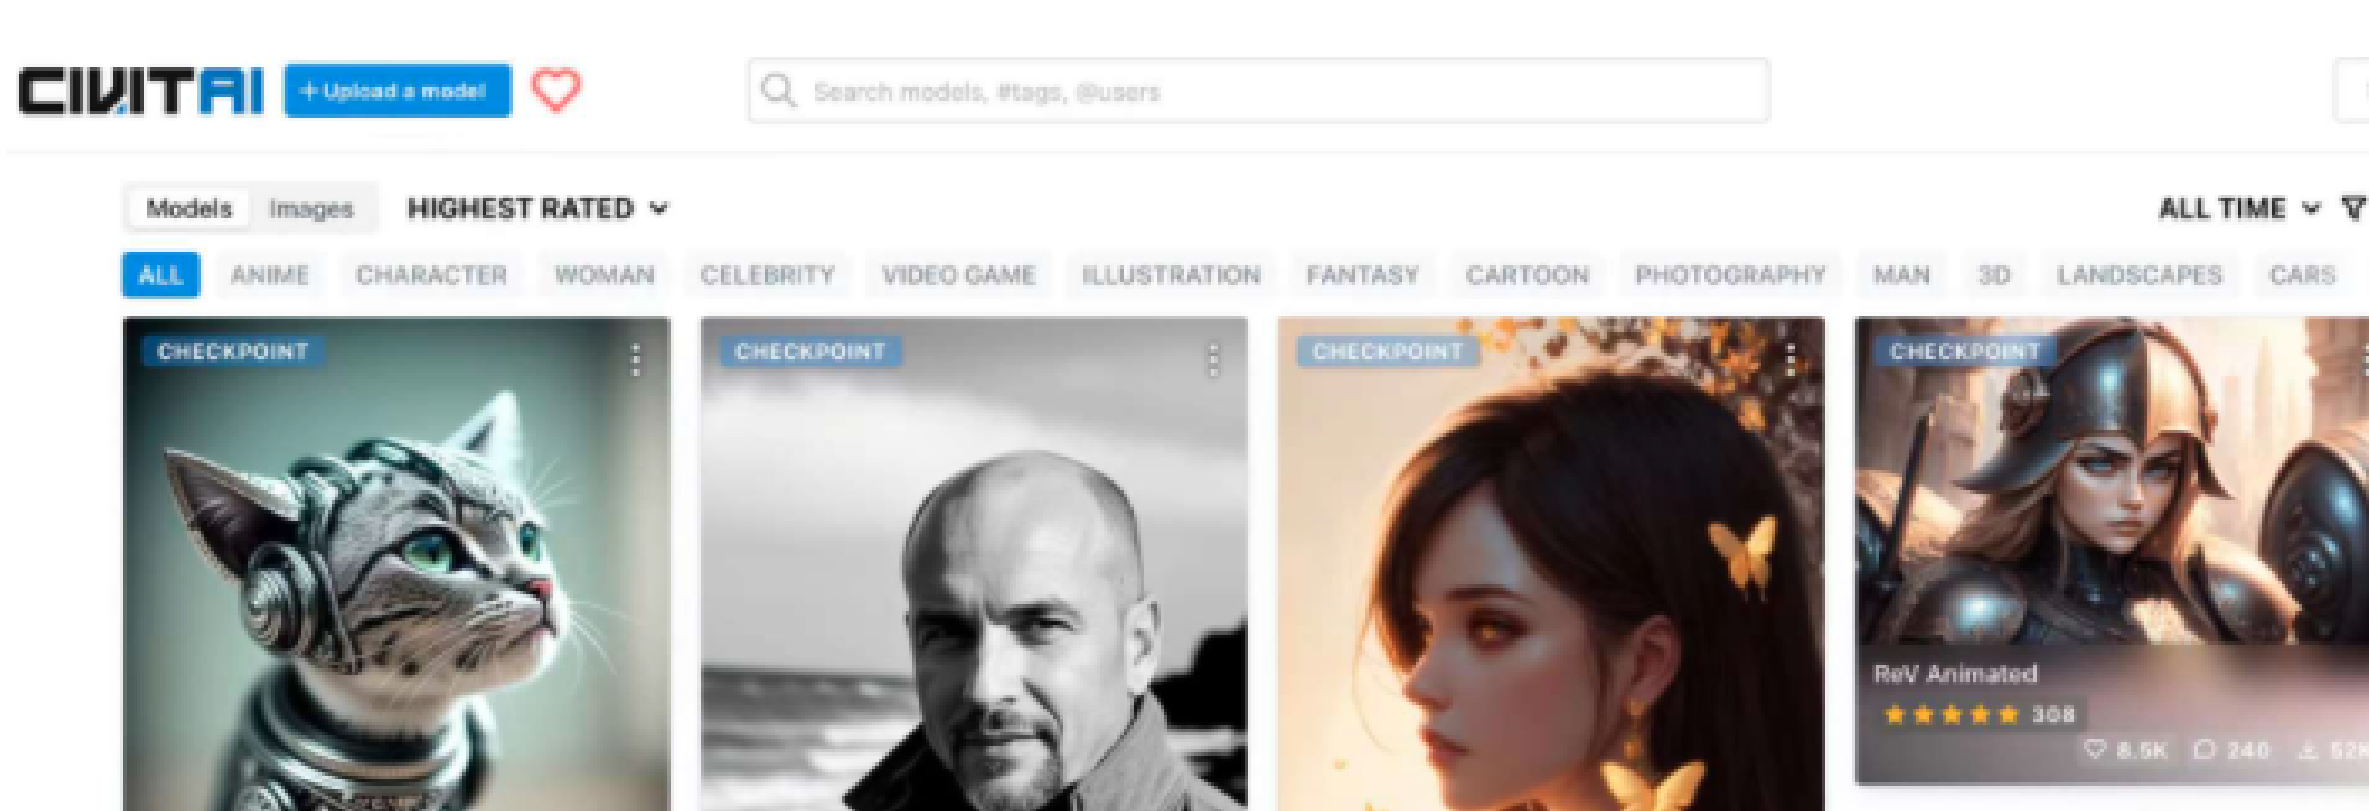 CIVITAI + Upload a model Search models, #tags, @users
Models Images HIGHEST RATED ALL TIME
ALL ANIME CHARACTER WOMAN CELEBRITY VIDEO GAME ILLUSTRATION FANTASY CARTOON PHOTOGRAPHY MAN 3D LANDSCAPES CARS
CHECKPOINT CHECKPOINT CHECKPOINT CHECKPOINT
ReV Animated
308
8.5K 240 52K